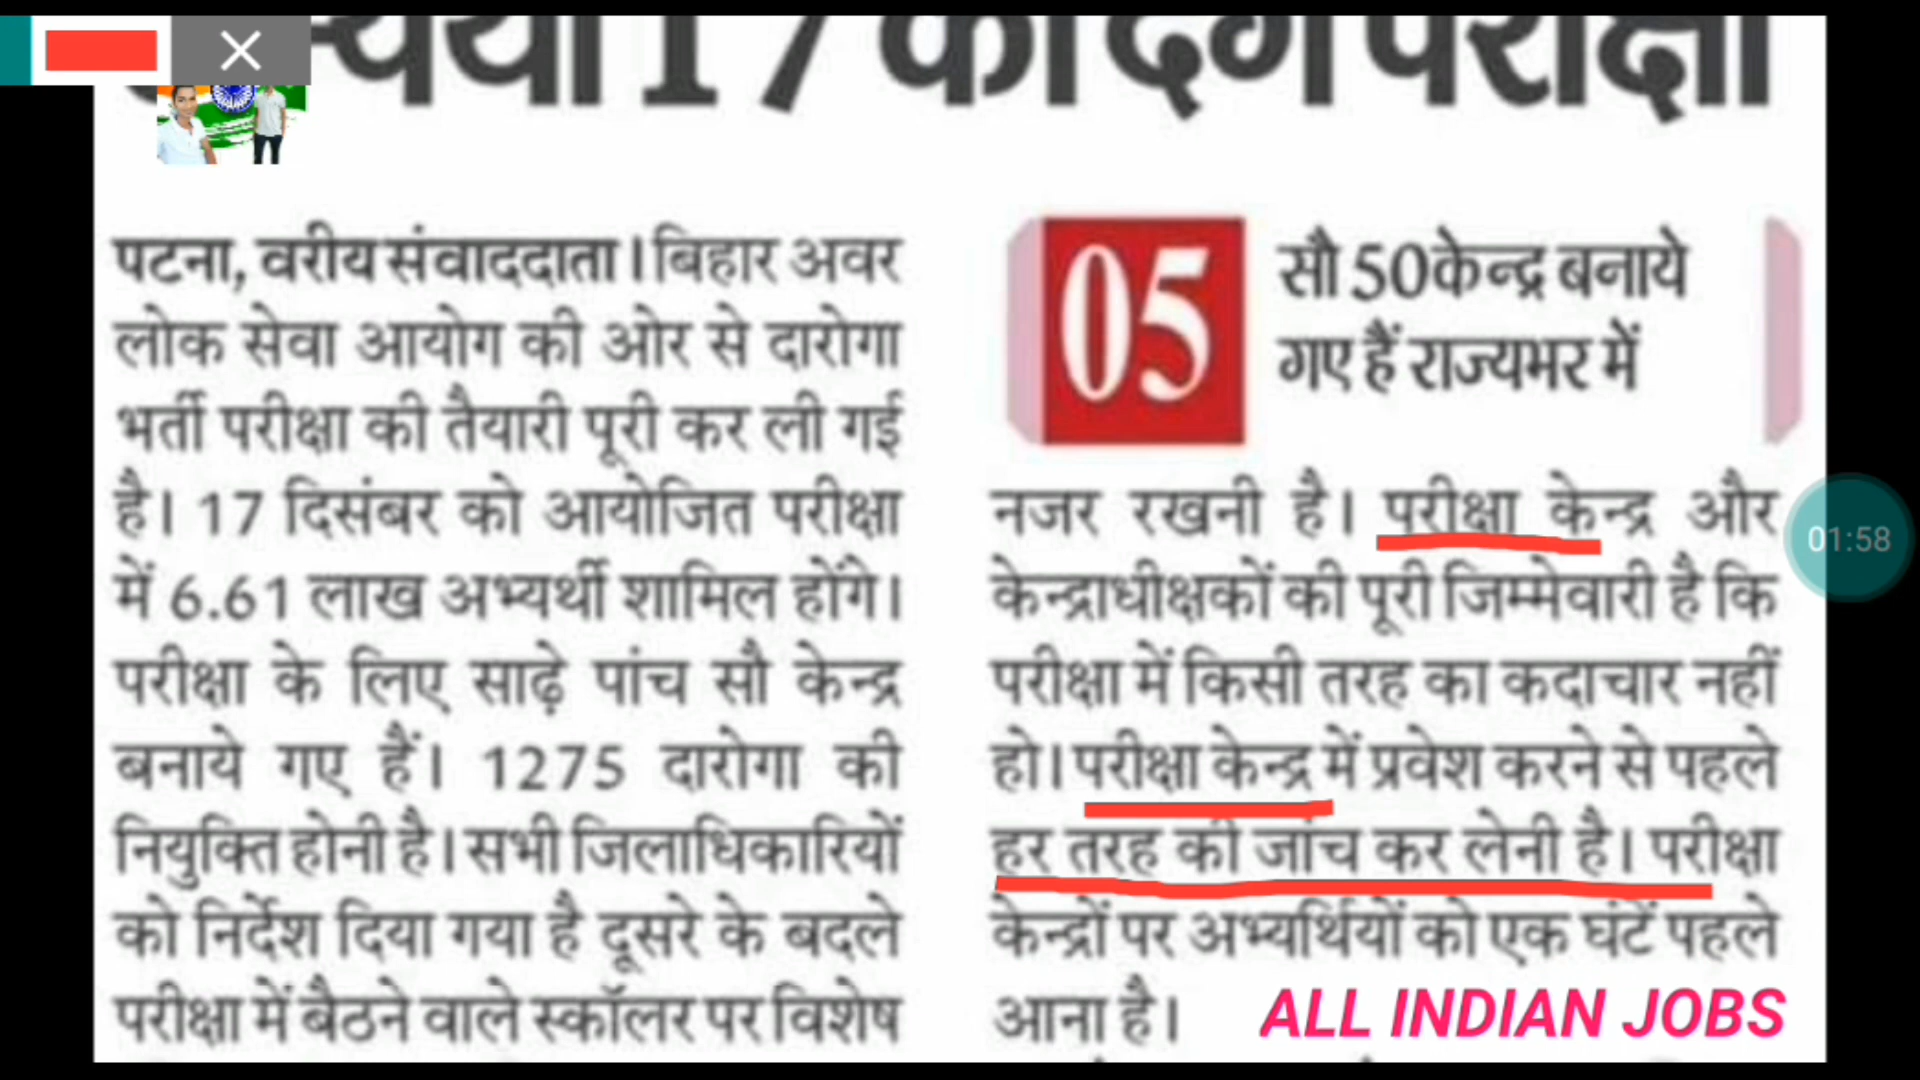 17 को देंगे परीक्षा
पटना, वरीय संवाददाता। बिहार अवर
लोक सेवा आयोग की ओर से दारोगा
भर्ती परीक्षा की तैयारी पूरी कर ली गई
है। 17 दिसंबर को आयोजित परीक्षा
में 6.61 लाख अभ्यर्थी शामिल होंगे।
परीक्षा के लिए साढ़े पांच सौ केन्द्र
बनाये गए हैं। 1275 दारोगा की
नियुक्ति होनी है। सभी जिलाधिकारियों
को निर्देश दिया गया है दूसरे के बदले
परीक्षा में बैठने वाले स्कॉलर पर विशेष
05
सौ 50 केन्द्र बनाये
गए हैं राज्यभर में
नजर रखनी है। परीक्षा केन्द्र और
केन्द्राधीक्षकों की पूरी जिम्मेवारी है कि
परीक्षा में किसी तरह का कदाचार नहीं
हो। परीक्षा केन्द्र में प्रवेश करने से पहले
हर तरह की जांच कर लेनी है। परीक्षा
केन्द्रों पर अभ्यर्थियों को एक घंटें पहले
आना है।
ALL INDIAN JOBS
01:58